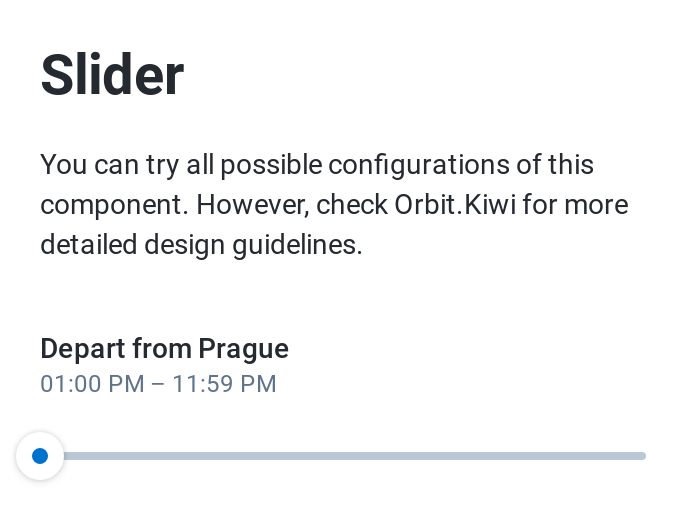 Slider
You can try all possible configurations of this
component. However, check Orbit.Kiwi for more
detailed design guidelines.
Depart from Prague
01:00 PM – 11:59 PM